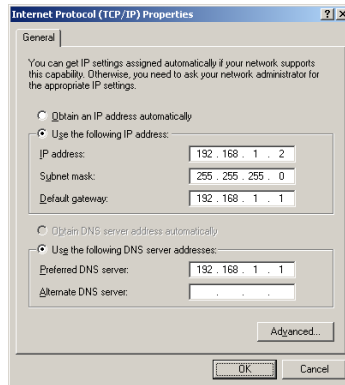 Internet Protocol (TCP/IP) Properties
General
You can get IP settings assigned automatically if your network supports
this capability. Otherwise, you need to ask your network administrator for
the appropriate IP settings.
Obtain an IP address automatically
Use the following IP address:
IP address: 192 . 168 . 1 . 2
Subnet mask: 255 . 255 . 255 . 0
Default gateway: 192 . 168 . 1 . 1
Obtain DNS server address automatically
Use the following DNS server addresses:
Preferred DNS server: 192 . 168 . 1 . 1
Alternate DNS server: . . .
Advanced...
OK Cancel